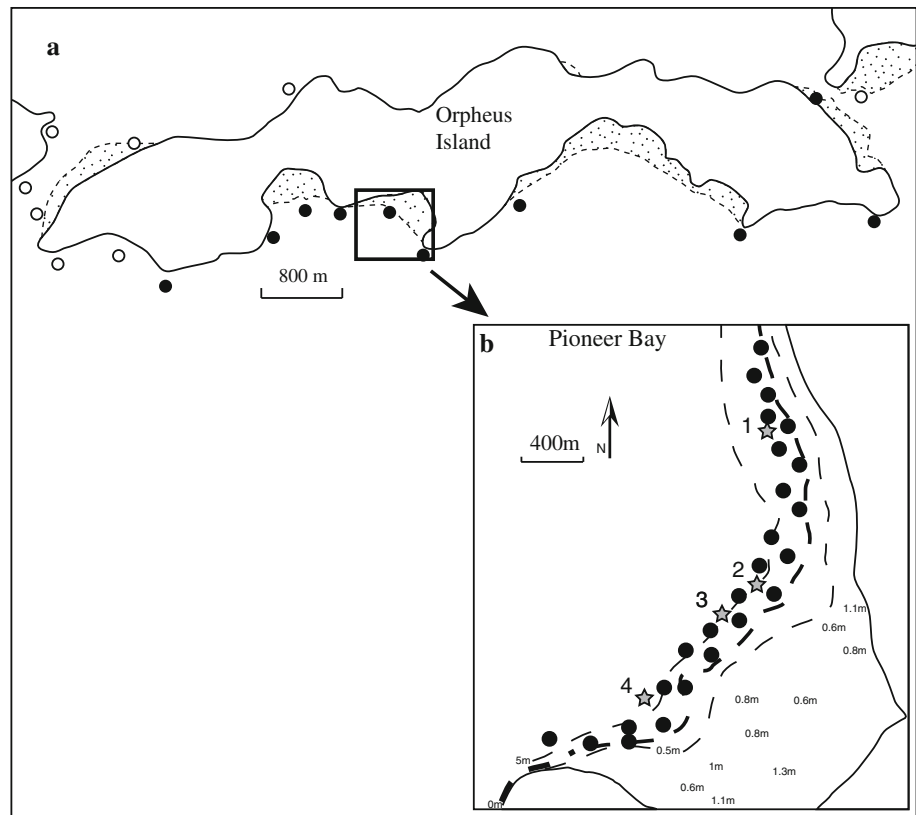 a
Orpheus
Island
800 m
b
Pioneer Bay
400m
N
1
2
3
4
1.1m
0.6m
0.8m
0.8m
0.6m
0.8m
0.5m
5m
1m
1.3m
0.6m
1.1m
0m